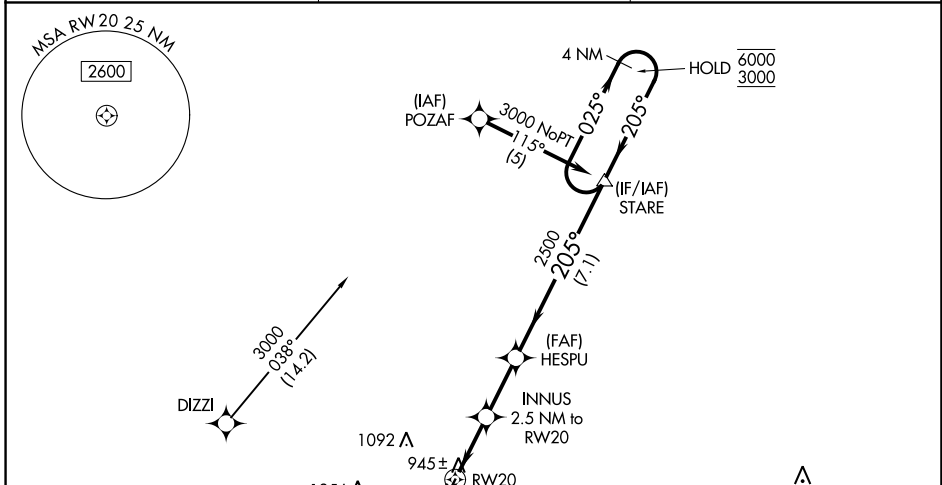 MSA RW 20 25 NM
2600
4 NM
HOLD 6000
3000
(IAF)
POZAF
3000 NoPT
115°
(5)
025°
205°
(IF/IAF)
STARE
2500
205°
(7.1)
(FAF)
HESPU
3000
038°
(14.2)
DIZZI
INNUS
2.5 NM to
RW20
1092
945±
RW20